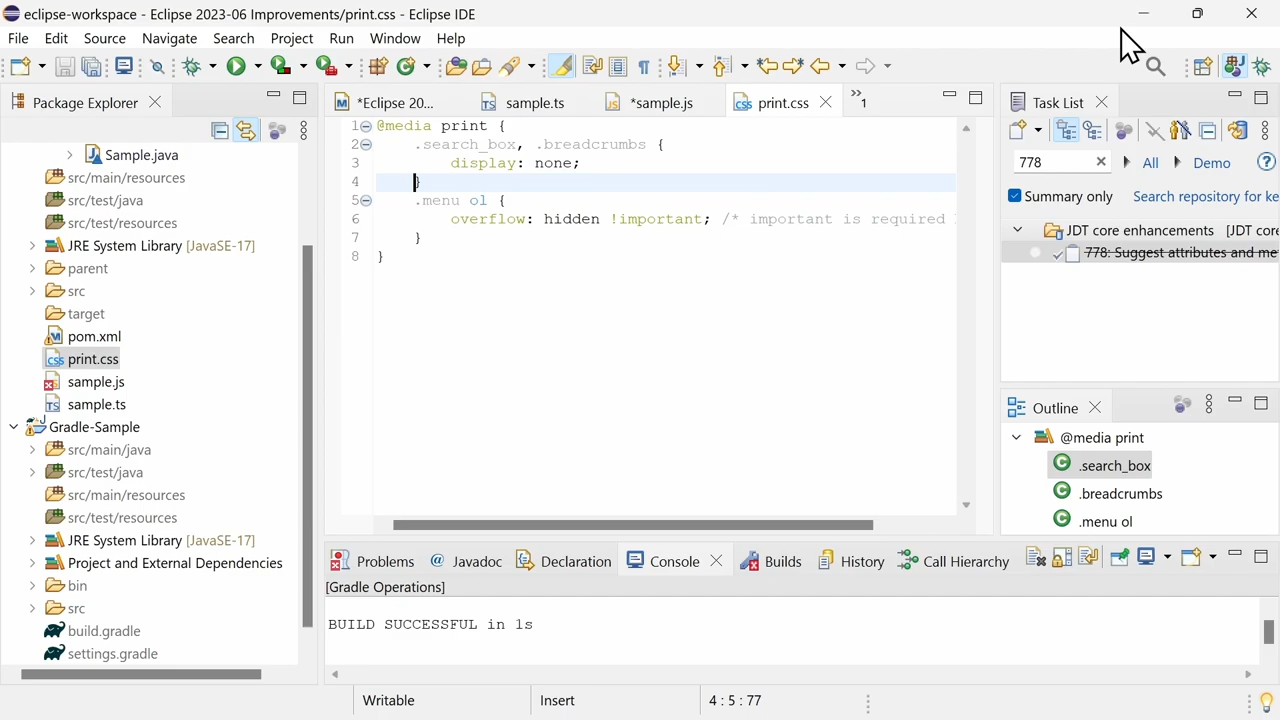 eclipse-workspace - Eclipse 2023-06 Improvements/print.css - Eclipse IDE
File Edit Source Navigate Search Project Run Window Help
Package Explorer
Sample.java
src/main/resources
src/test/java
src/test/resources
JRE System Library [JavaSE-17]
parent
src
target
pom.xml
print.css
sample.js
sample.ts
Gradle-Sample
src/main/java
src/test/java
src/main/resources
src/test/resources
JRE System Library [JavaSE-17]
Project and External Dependencies
bin
src
build.gradle
settings.gradle
*Eclipse 20... sample.ts *sample.js print.css »1
1 @media print {
2 .search_box, .breadcrumbs {
3 display: none;
4 }
5 .menu ol {
6 overflow: hidden !important; /* important is required
7 }
8 }
Task List
778 All Demo
Summary only Search repository for ke
JDT core enhancements [JDT core
778: Suggest attributes and me
Outline
@media print
.search_box
.breadcrumbs
.menu ol
Problems Javadoc Declaration Console Builds History Call Hierarchy
[Gradle Operations]
BUILD SUCCESSFUL in 1s
Writable Insert 4 : 5 : 77